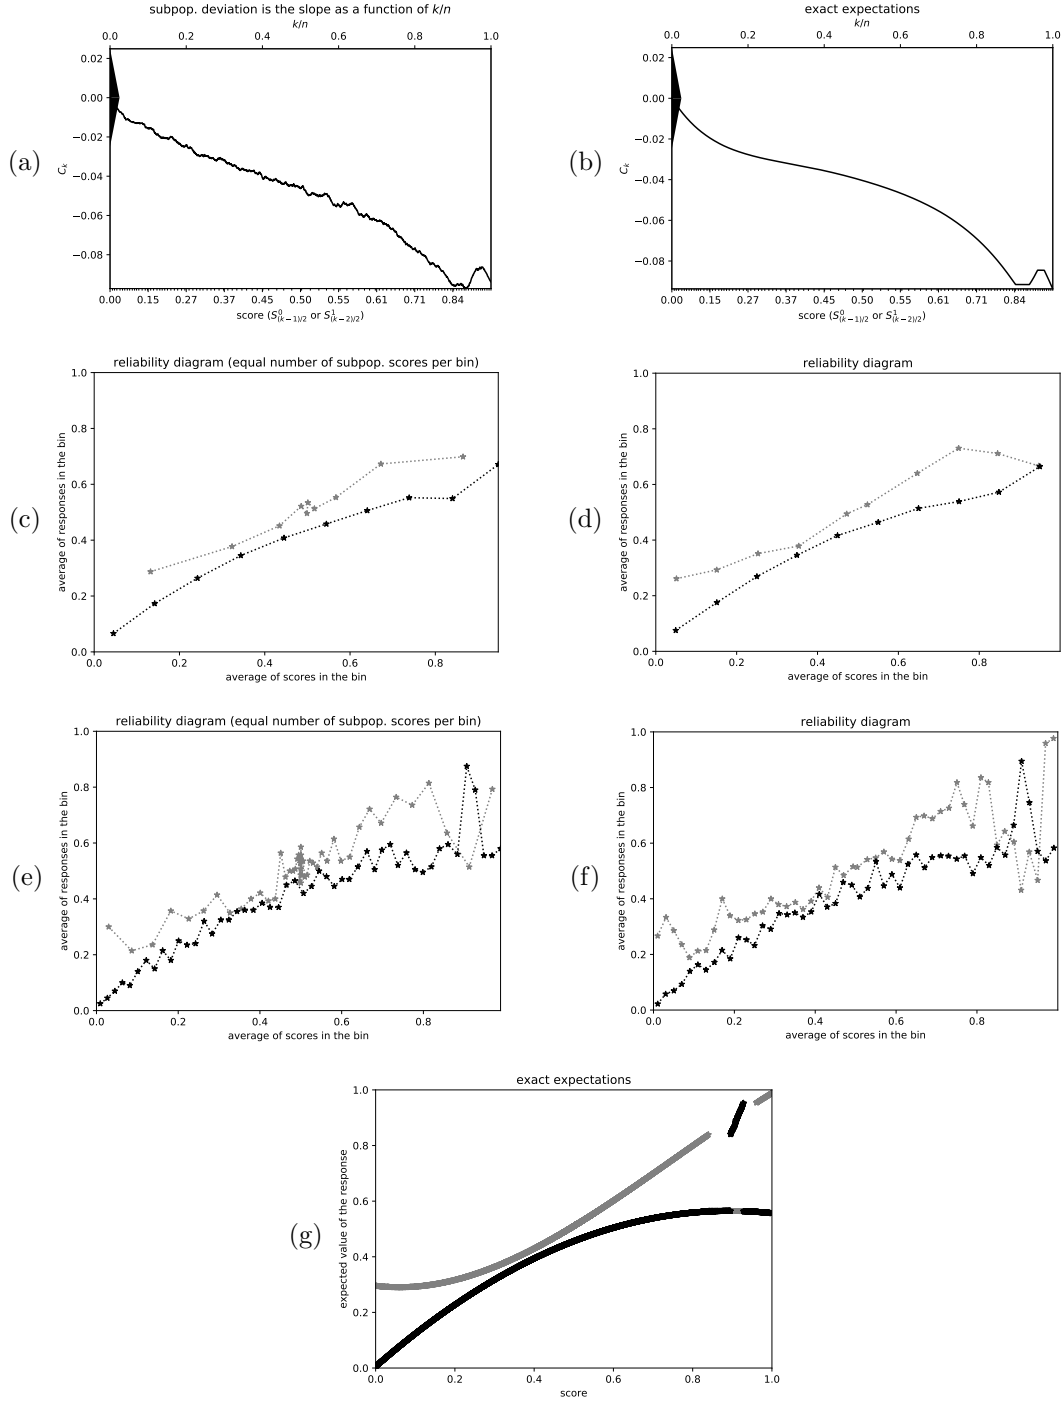 subpop. deviation is the slope as a function of k/n
k/n
0.0 0.2 0.4 0.6 0.8 1.0
0.02
0.00
−0.02
−0.04
−0.06
−0.08
C_k
(a)
0.00 0.15 0.27 0.37 0.45 0.55 0.61 0.71 0.84
score (S^0_{(k−1)/2} or S^1_{(k−2)/2})
exact expectations
k/n
0.0 0.2 0.4 0.6 0.8 1.0
0.02
0.00
−0.02
−0.04
−0.06
−0.08
C_k
(b)
0.00 0.15 0.27 0.37 0.45 0.55 0.61 0.71 0.84
score (S^0_{(k−1)/2} or S^1_{(k−2)/2})
reliability diagram (equal number of subpop. scores per bin)
1.0
0.8
0.6
0.4
0.2
0.0
average of responses in the bin
(c)
0.0 0.2 0.4 0.6 0.8
average of scores in the bin
reliability diagram
1.0
0.8
0.6
0.4
0.2
0.0
average of responses in the bin
(d)
0.0 0.2 0.4 0.6 0.8
average of scores in the bin
reliability diagram (equal number of subpop. scores per bin)
1.0
0.8
0.6
0.4
0.2
0.0
average of responses in the bin
(e)
0.0 0.2 0.4 0.6 0.8
average of scores in the bin
reliability diagram
1.0
0.8
0.6
0.4
0.2
0.0
average of responses in the bin
(f)
0.0 0.2 0.4 0.6 0.8
average of scores in the bin
exact expectations
1.0
0.8
0.6
0.4
0.2
0.0
expected value of the response
(g)
0.0 0.2 0.4 0.6 0.8 1.0
score